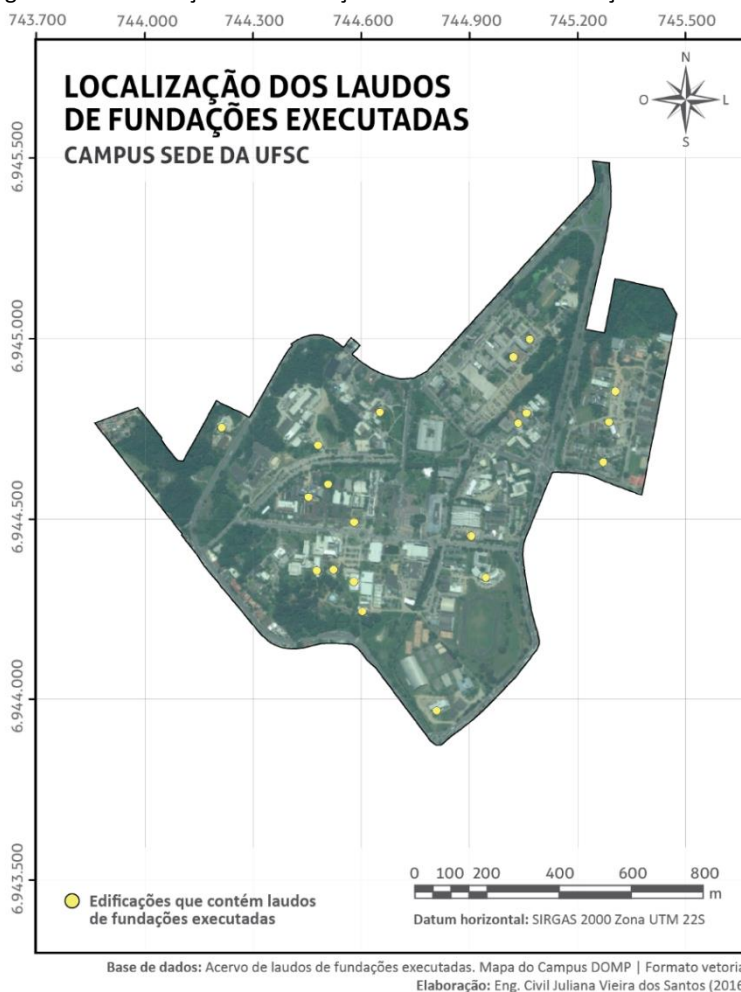 743.700 744.000 744.300 744.600 744.900 745.200 745.500
LOCALIZAÇÃO DOS LAUDOS
DE FUNDAÇÕES EXECUTADAS
CAMPUS SEDE DA UFSC
N
O L
S
6.945.500
6.945.000
6.944.500
6.944.000
6.943.500
Edificações que contém laudos
de fundações executadas
0 100 200 400 600 800
m
Datum horizontal: SIRGAS 2000 Zona UTM 22S
Base de dados: Acervo de laudos de fundações executadas. Mapa do Campus DOMP | Formato vetoria
Elaboração: Eng. Civil Juliana Vieira dos Santos (2016